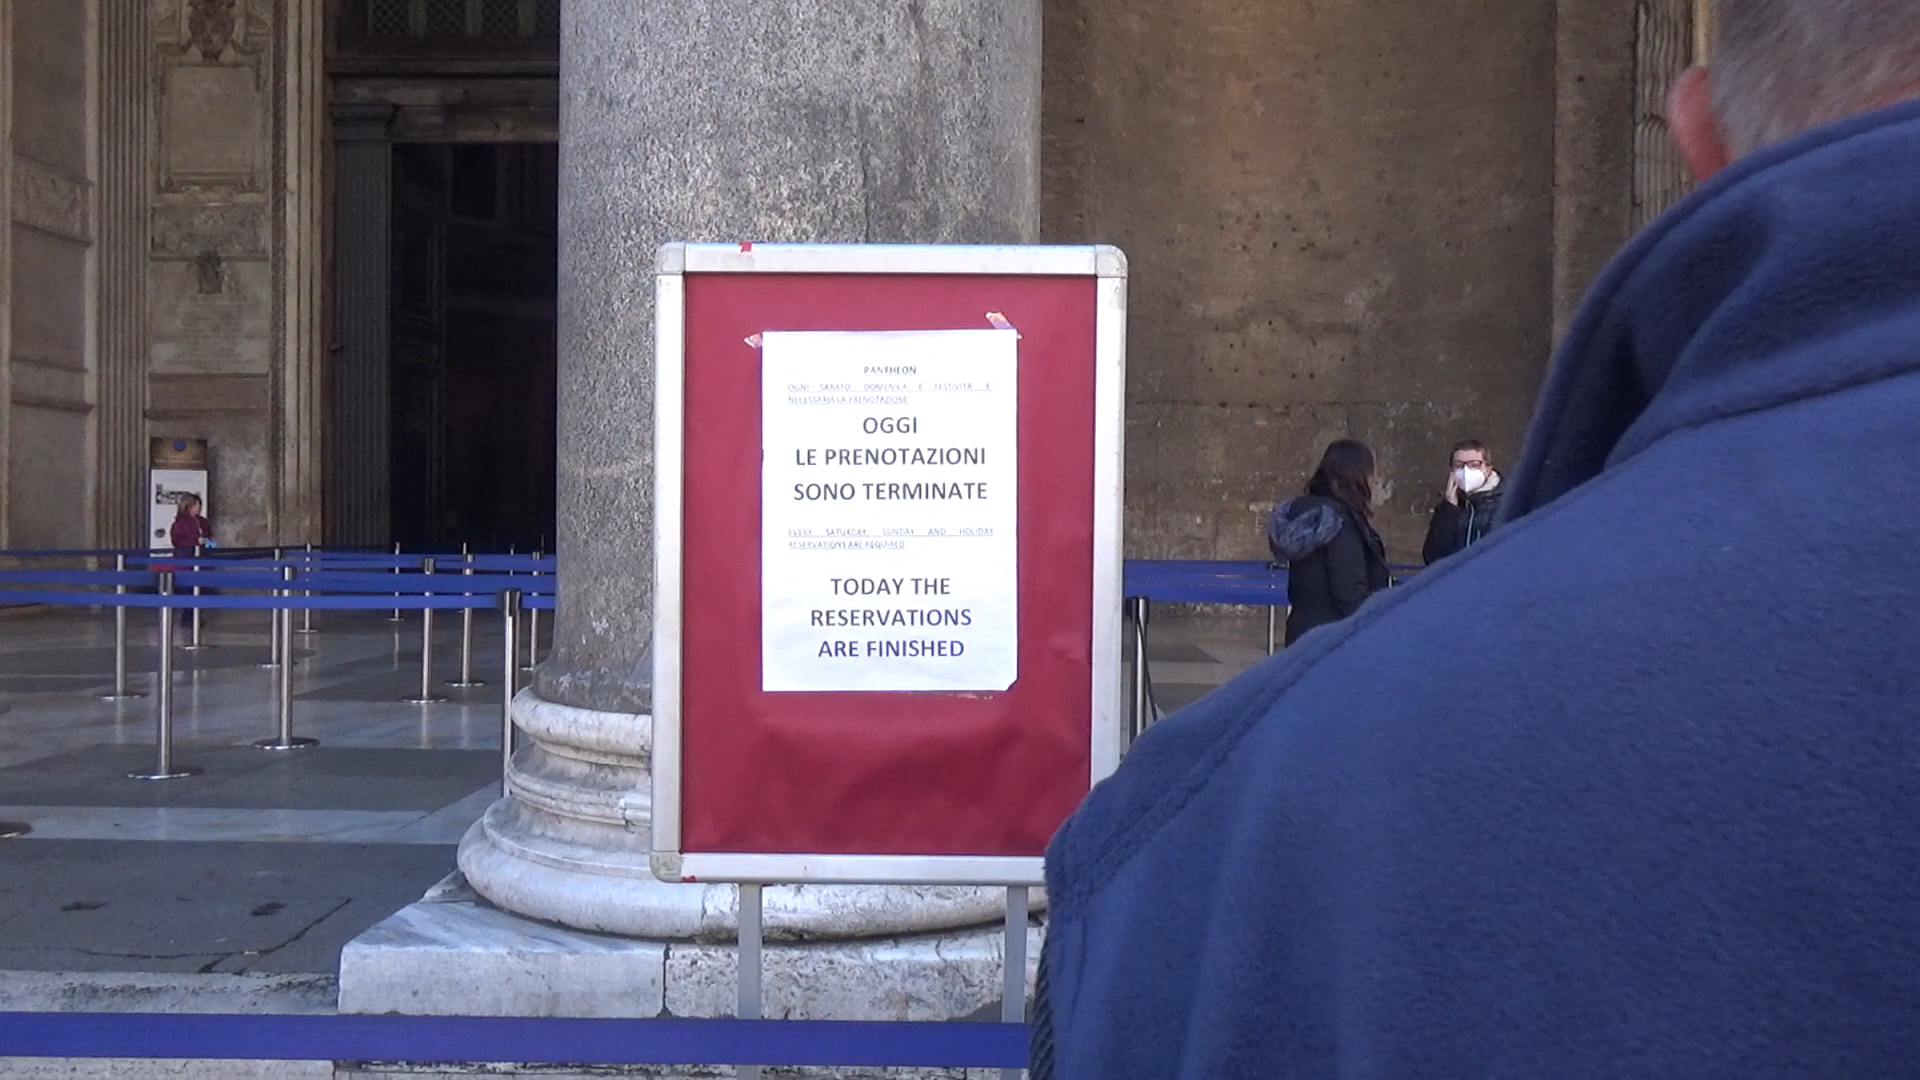 PANTHEON
OGNI SABATO, DOMENICA E FESTIVITA' E'
NECESSARIA LA PRENOTAZIONE
OGGI
LE PRENOTAZIONI
SONO TERMINATE
EVERY SATURDAY, SUNDAY AND HOLIDAY
RESERVATIONS ARE REQUIRED
TODAY THE
RESERVATIONS
ARE FINISHED